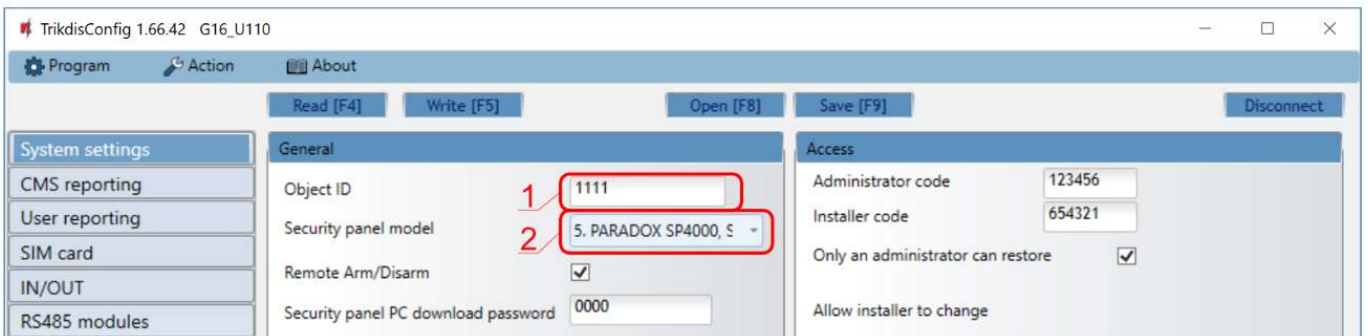 TrikdisConfig 1.66.42 G16_U110
Program Action About
Read [F4] Write [F5] Open [F8] Save [F9] Disconnect
System settings
CMS reporting
User reporting
SIM card
IN/OUT
RS485 modules
General
Object ID 1 1111
Security panel model 2 5. PARADOX SP4000, S
Remote Arm/Disarm
Security panel PC download password 0000
Access
Administrator code 123456
Installer code 654321
Only an administrator can restore
Allow installer to change